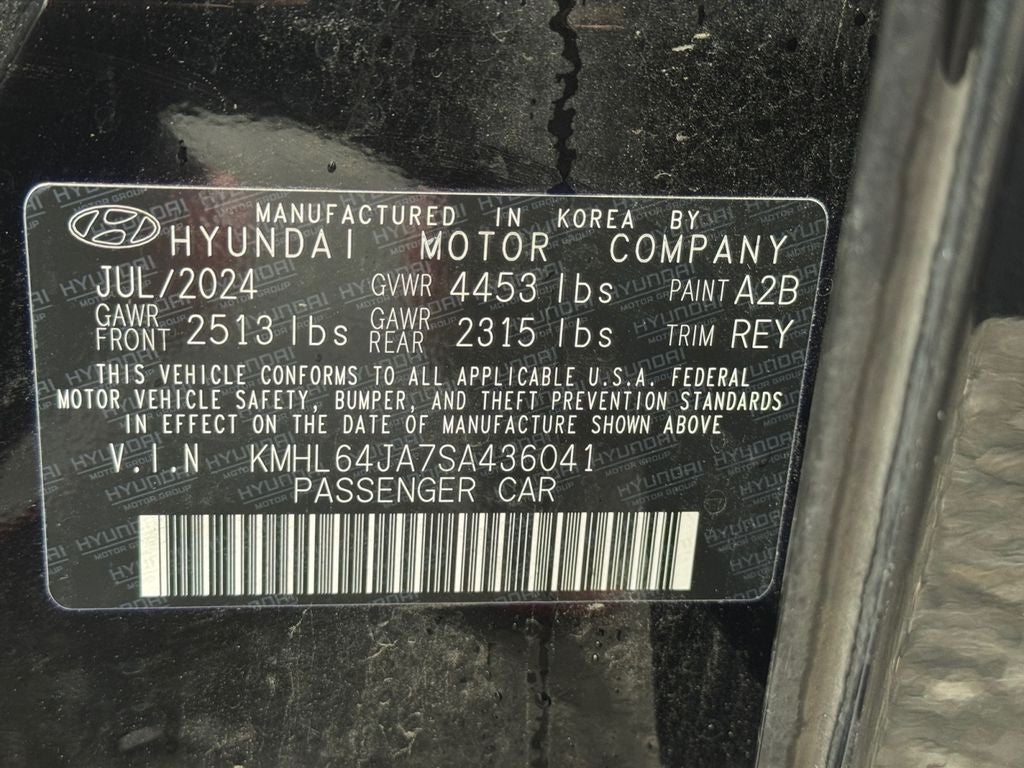 MANUFACTURED IN KOREA BY
HYUNDAI MOTOR COMPANY
JUL/2024 GVWR 4453 lbs PAINT A2B
GAWR FRONT 2513 lbs GAWR REAR 2315 lbs TRIM REY
THIS VEHICLE CONFORMS TO ALL APPLICABLE U.S.A. FEDERAL
MOTOR VEHICLE SAFETY, BUMPER, AND THEFT PREVENTION STANDARDS
IN EFFECT ON THE DATE OF MANUFACTURE SHOWN ABOVE
V.I.N KMHL64JA7SA436041
PASSENGER CAR